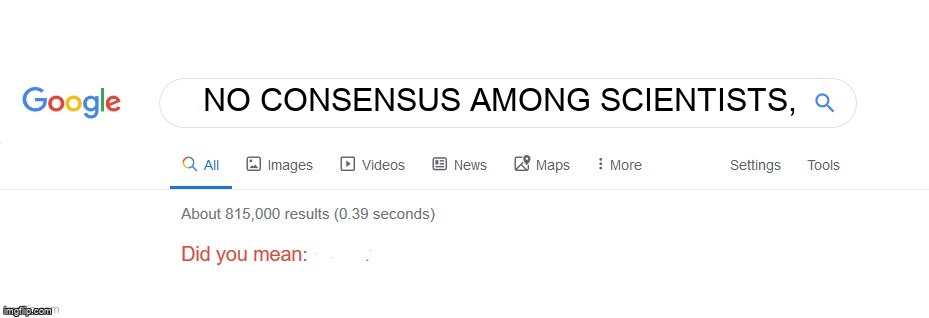 Google
NO CONSENSUS AMONG SCIENTISTS,
All Images Videos News Maps More Settings Tools
About 815,000 results (0.39 seconds)
Did you mean:
imgflip.com